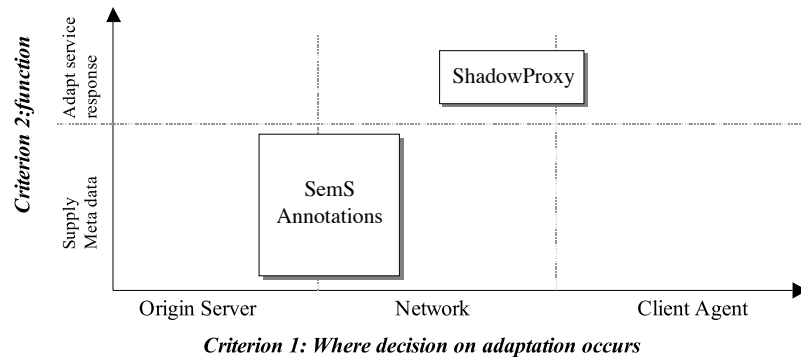 Criterion 2:function
Adapt service
response
Supply
Meta data
ShadowProxy
SemS
Annotations
Origin Server
Network
Client Agent
Criterion 1: Where decision on adaptation occurs